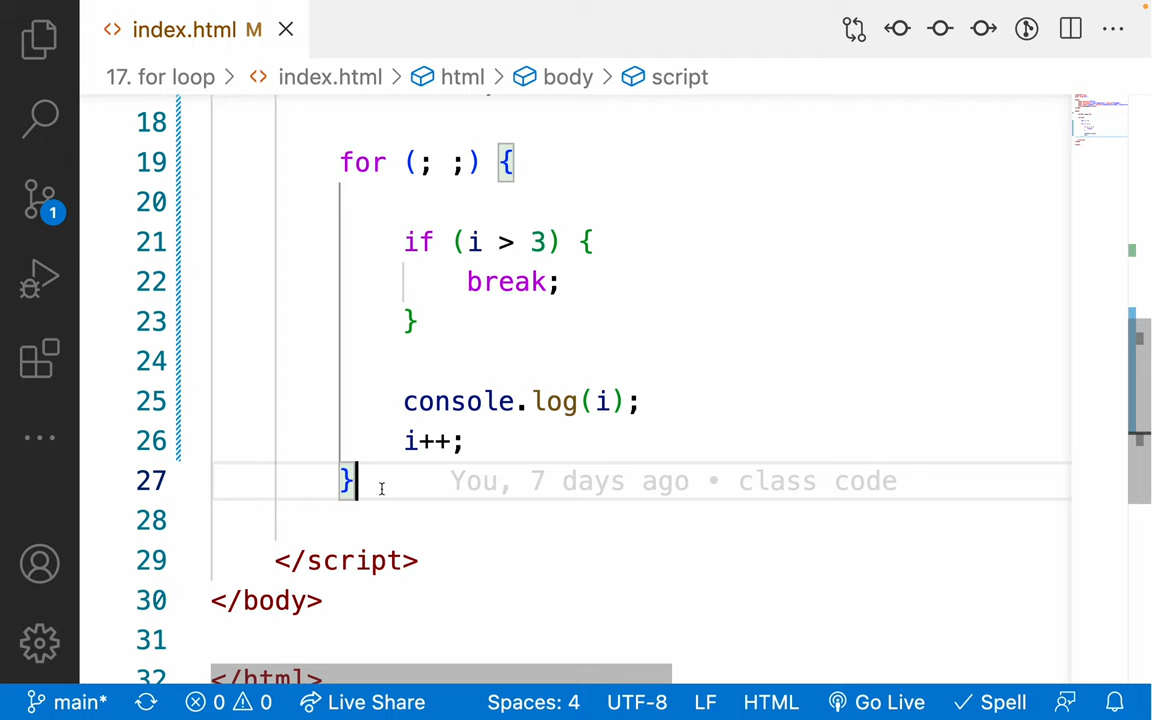 index.html M
17. for loop > index.html > html > body > script
18
19 for (; ;) {
20
21 if (i > 3) {
22 break;
23 }
24
25 console.log(i);
26 i++;
27 } You, 7 days ago • class code
28
29 </script>
30 </body>
31
32 </html>
1
main* 0 0 Live Share Spaces: 4 UTF-8 LF HTML Go Live Spell